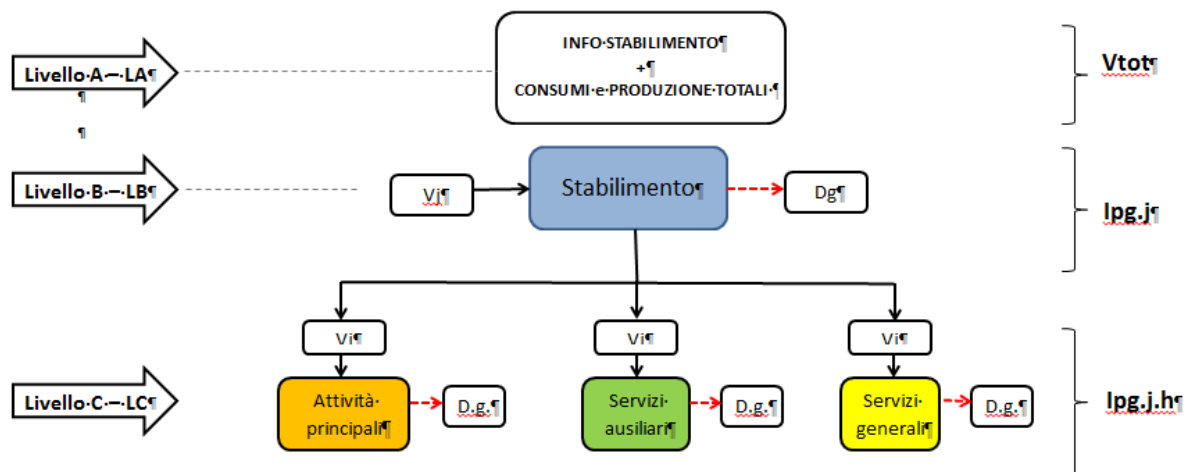 INFO·STABILIMENTO¶
+¶
CONSUMI·e·PRODUZIONE·TOTALI·¶
Livello·A·–·LA¶
¶
¶
Vtot¶
Livello·B·–·LB¶
Vj¶
Stabilimento¶
Dg¶
Ipg.j¶
Vi¶
Vi¶
Vi¶
Livello·C·–·LC¶
Attività·
principali¶
D.g.¶
Servizi·
ausiliari¶
D.g.¶
Servizi·
generali¶
D.g.¶
Ipg.j.h¶